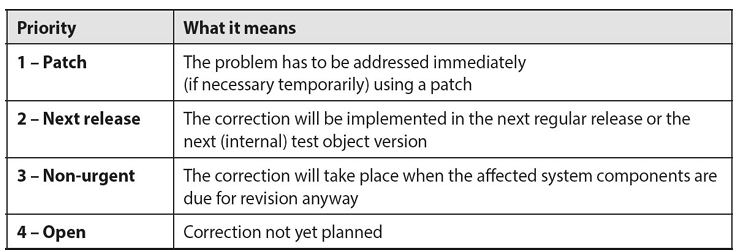 Priority What it means
1 – Patch The problem has to be addressed immediately
(if necessary temporarily) using a patch
2 – Next release The correction will be implemented in the next regular release or the
next (internal) test object version
3 – Non-urgent The correction will take place when the affected system components are
due for revision anyway
4 – Open Correction not yet planned